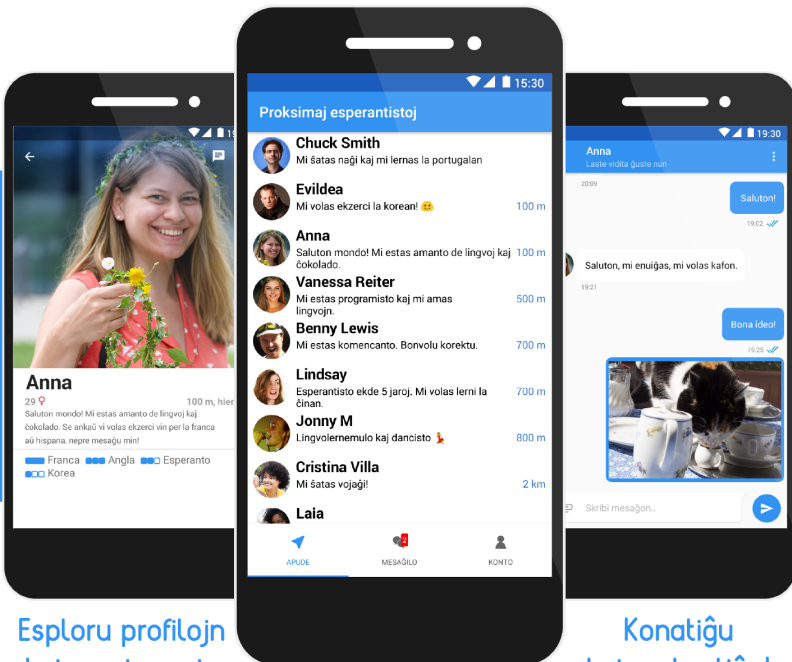 Anna
29 ♀ 100 m, hier
Saluton mondo! Mi estas amanto de lingvoj kaj
ĉokolado. Se ankaŭ vi volas ekzerci vin per la franca
aŭ hispana, nepre mesaĝu min!
Franca Angla Esperanto
Korea
Esploru profilojn
15:30
Proksimaj esperantistoj
Chuck Smith
Mi ŝatas naĝi kaj mi lernas la portugalan
Evildea
Mi volas ekzerci la korean! 😊 100 m
Anna
Saluton mondo! Mi estas amanto de lingvoj kaj 100 m
ĉokolado.
Vanessa Reiter
Mi estas programisto kaj mi amas 500 m
lingvojn.
Benny Lewis
Mi estas komencanto. Bonvolu korektu. 700 m
Lindsay
Esperantisto ekde 5 jaroj. Mi volas lerni la 700 m
ĉinan.
Jonny M
Lingvolernemulo kaj dancisto 💃 800 m
Cristina Villa
Mi ŝatas vojaĝi! 2 km
Laia
2
APUDE MESAĜILO KONTO
19:30
Anna
Laste vidita ĝuste nun
20:09
Saluton!
19:02
Saluton, mi enuiĝas, mi volas kafon.
19:21
Bona ideo!
19:25
Skribi mesaĝon..
Konatiĝu